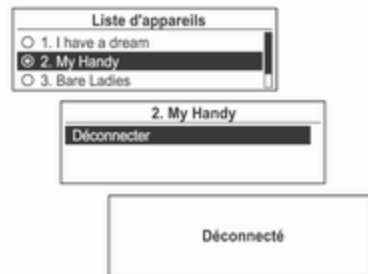 Liste d'appareils
1. I have a dream
2. My Handy
3. Bare Ladies
2. My Handy
Déconnecter
Déconnecté